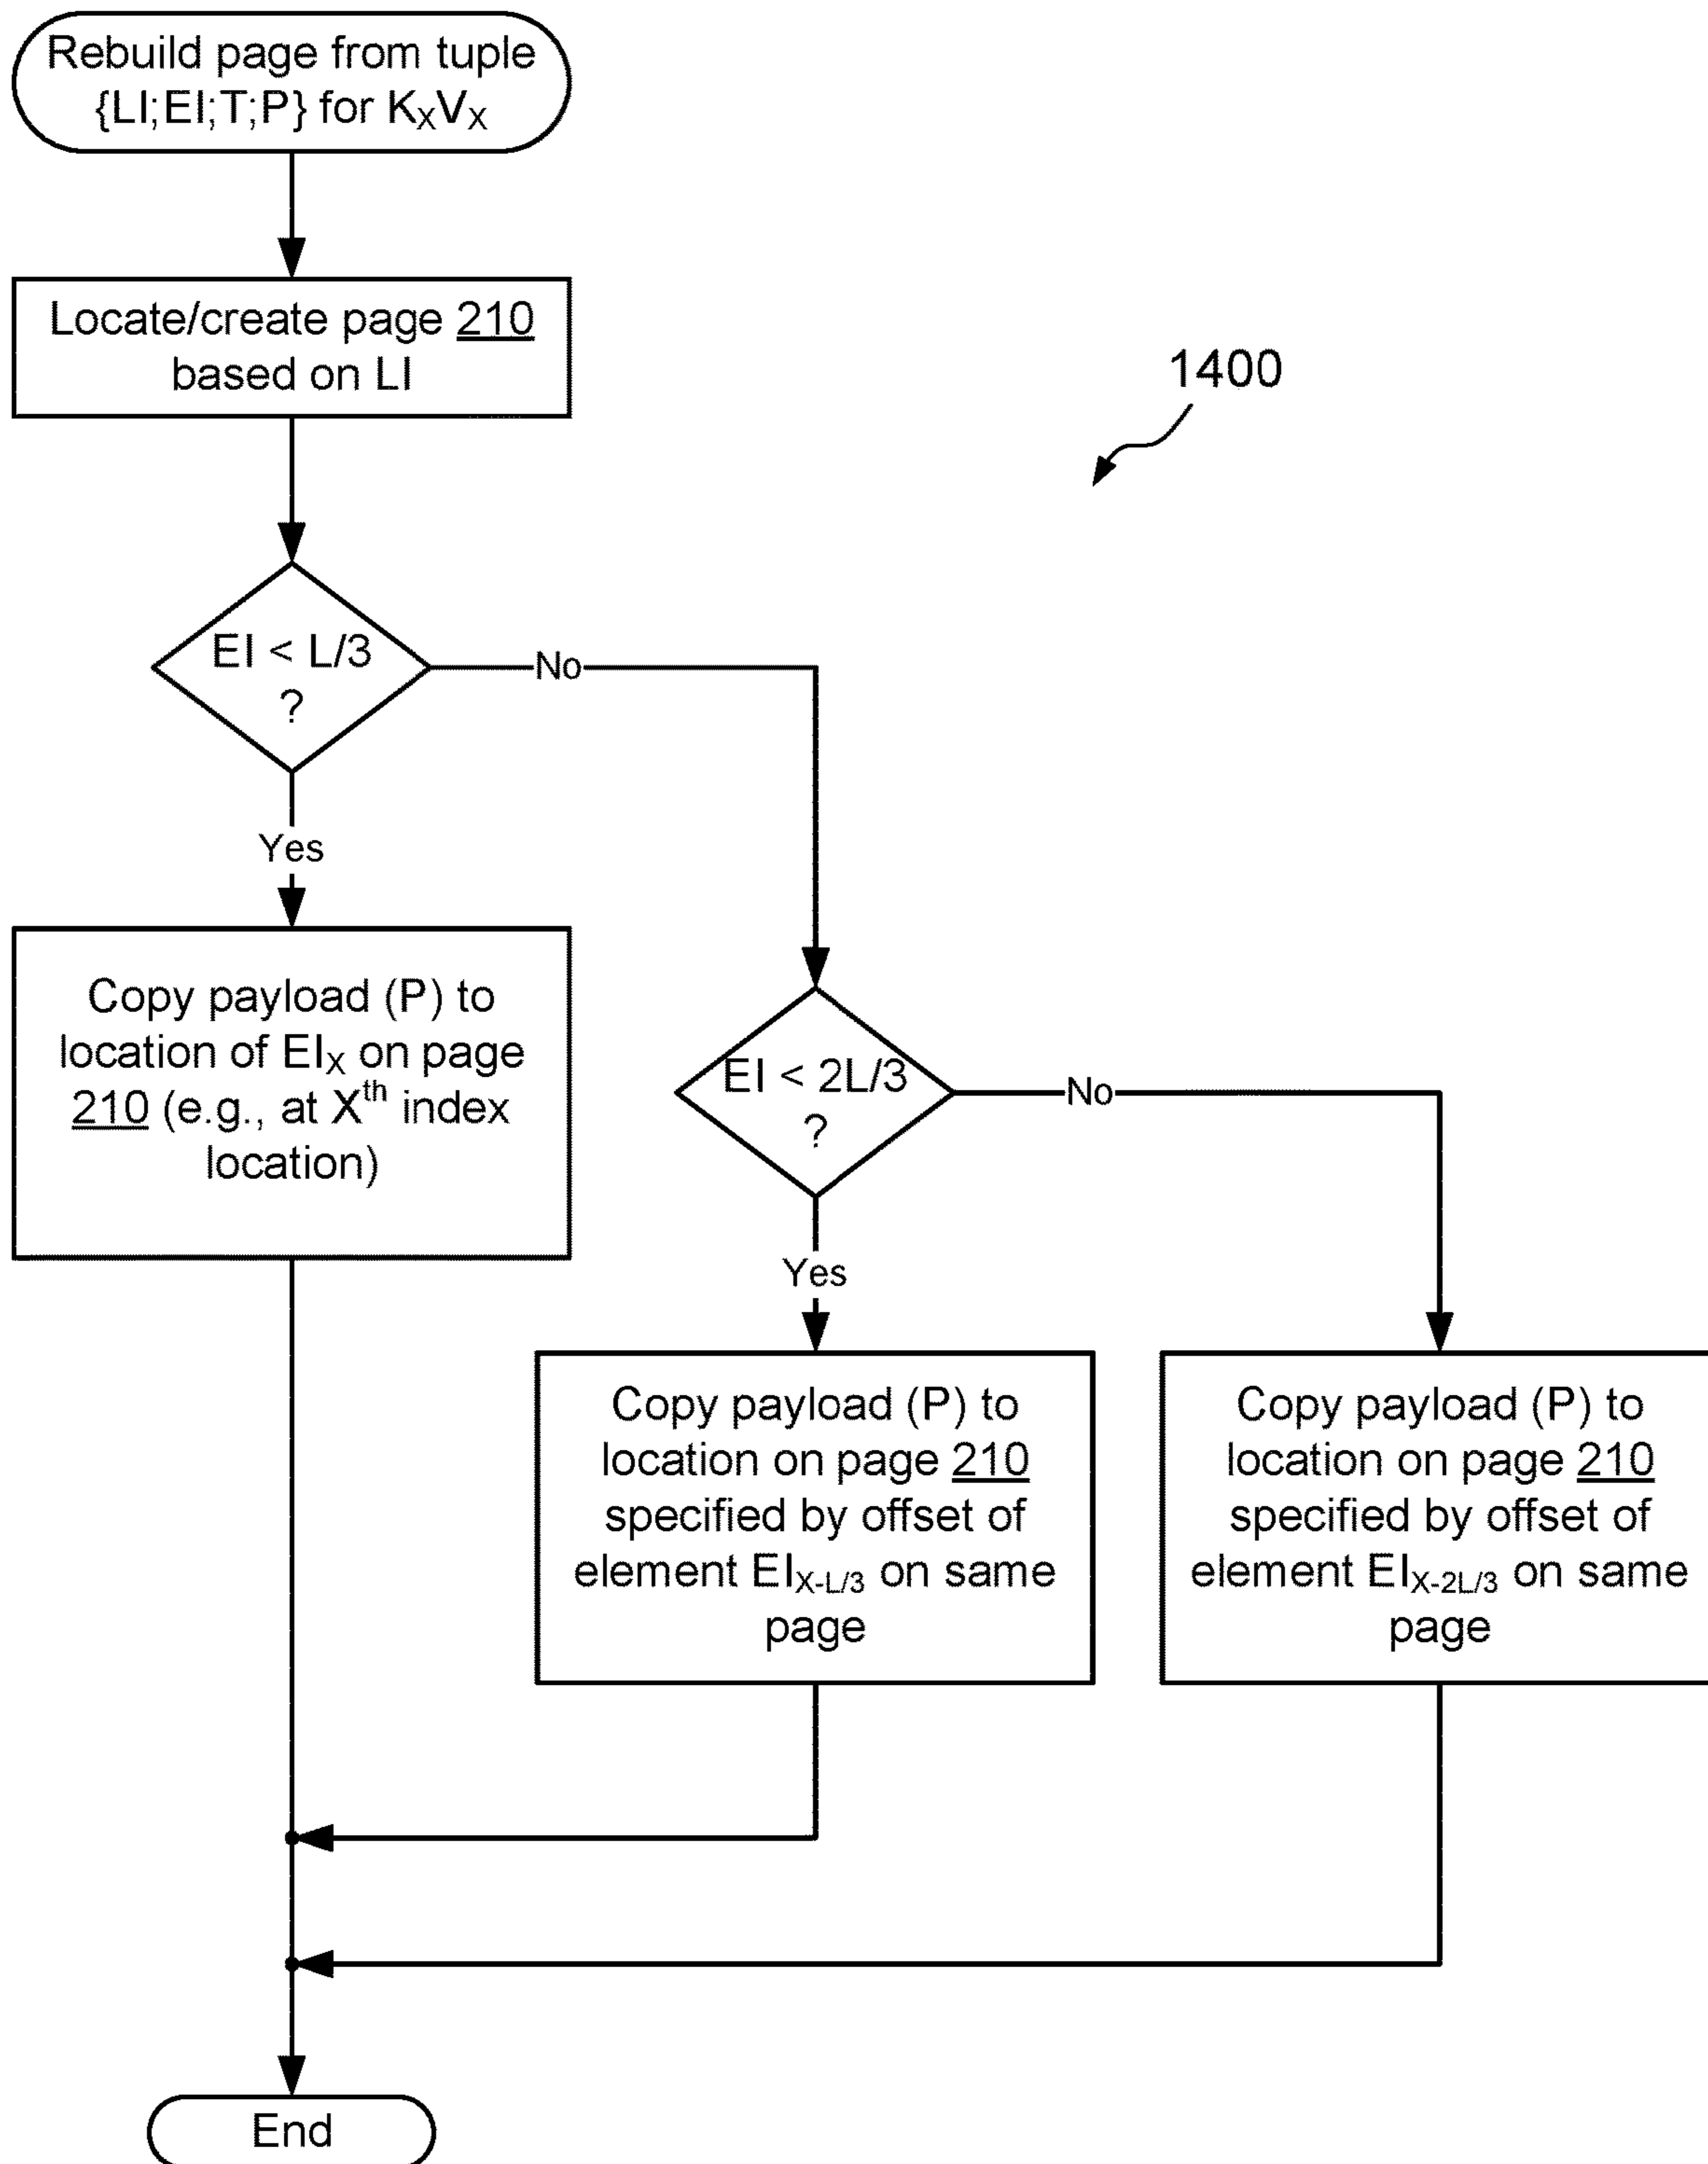 Rebuild page from tuple
{LI;EI;T;P} for KXVX
Locate/create page 210
based on LI
1400
EI < L/3
?
No
Yes
Copy payload (P) to
location of EIX on page
210 (e.g., at Xth index
location)
EI < 2L/3
?
No
Yes
Copy payload (P) to
location on page 210
specified by offset of
element EIX-L/3 on same
page
Copy payload (P) to
location on page 210
specified by offset of
element EIX-2L/3 on same
page
End